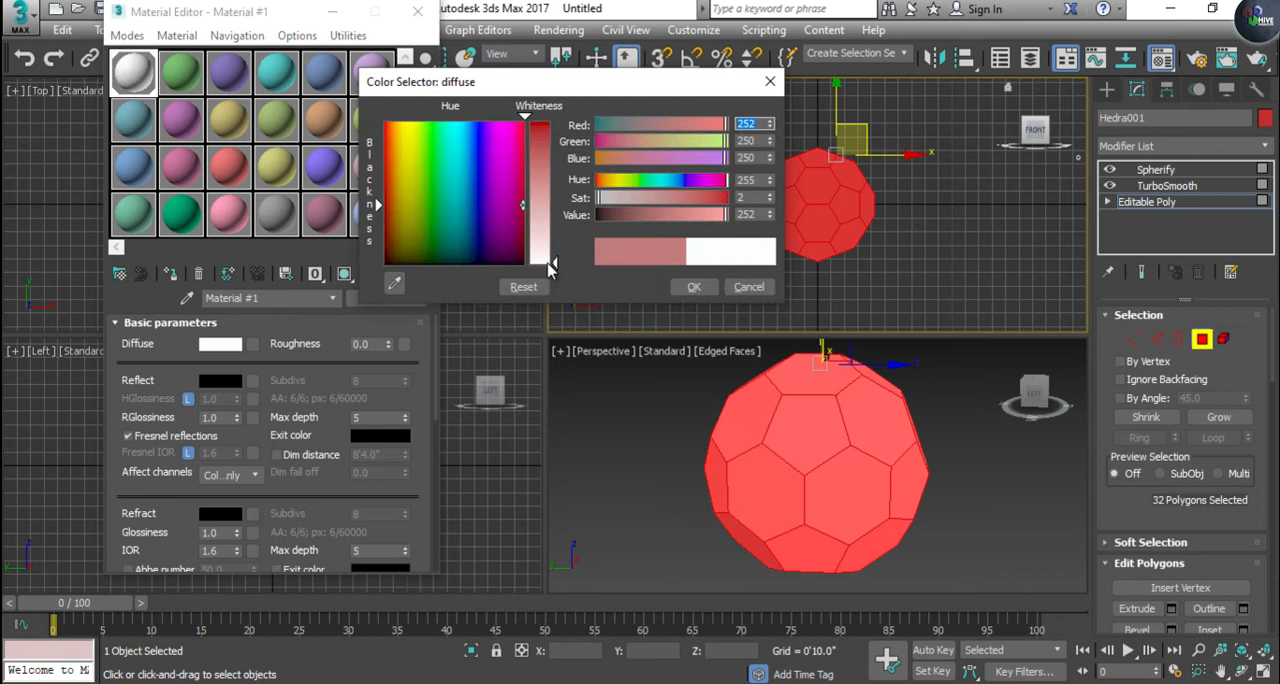 3
MAX
Material Editor - Material #1
Autodesk 3ds Max 2017 Untitled
Type a keyword or phrase
Sign In
HIVE
Edit
Modes Material Navigation Options Utilities
Graph Editors Rendering Civil View Customize Scripting Content Help
View
Create Selection Se
[+] [Top] [Standard
Color Selector: diffuse
Hue Whiteness
Blackness
Red: 252
Green: 250
Blue: 250
Hue: 255
Sat: 2
Value: 252
Reset OK Cancel
FRONT
x
Hedra001
Modifier List
Spherify
TurboSmooth
Editable Poly
Material #1
Basic parameters
Diffuse Roughness 0.0
Reflect Subdivs 8
HGlossiness L 1.0 AA: 6/6; px: 6/60000
RGlossiness 1.0 Max depth 5
Fresnel reflections Exit color
Fresnel IOR L 1.6 Dim distance 8'4.0"
Affect channels Col...nly Dim fall off 0.0
Refract Subdivs 8
Glossiness 1.0 AA: 6/6; px: 6/60000
IOR 1.6 Max depth 5
Abbe number 50.0 Exit color
[+] [Left] [Standard
LEFT
[+] [Perspective] [Standard] [Edged Faces]
x
z
LEFT
Selection
By Vertex
Ignore Backfacing
By Angle: 45.0
Shrink Grow
Ring Loop
Preview Selection
Off SubObj Multi
32 Polygons Selected
Soft Selection
Edit Polygons
Insert Vertex
Extrude Outline
Bevel Inset
0 / 100
0 5 10 15 20 25 30 35 40 45 50 55 60 65 70 75 80 85 90 95 100
1 Object Selected
X: Y: Z: Grid = 0'10.0"
Auto Key Selected
Welcome to M
Click or click-and-drag to select objects
Add Time Tag
Set Key Key Filters...
0